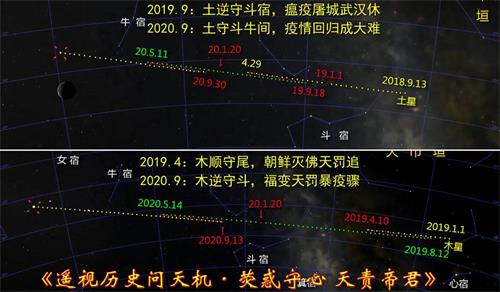 2019.9：土逆守斗宿，瘟疫屠城武汉休
垣
牛宿
2020.9：土守斗牛间，疫情回归成大难
20.5.11
20.1.20
4.29
19.1.1
2018.9.13
20.9.30
19.9.18
土星
斗宿
天市垣
女宿
牛宿
2019.4：木顺守尾，朝鲜灭佛天罚追
2020.9：木逆守斗，福变天罚暴疫骤
2020.5.14
20.1.20
2019.4.10
2019.1.1
2020.9.13
木星
2019.8.12
斗宿
箕宿
心宿
《遥视历史问天机·荧惑守心 天责帝君》